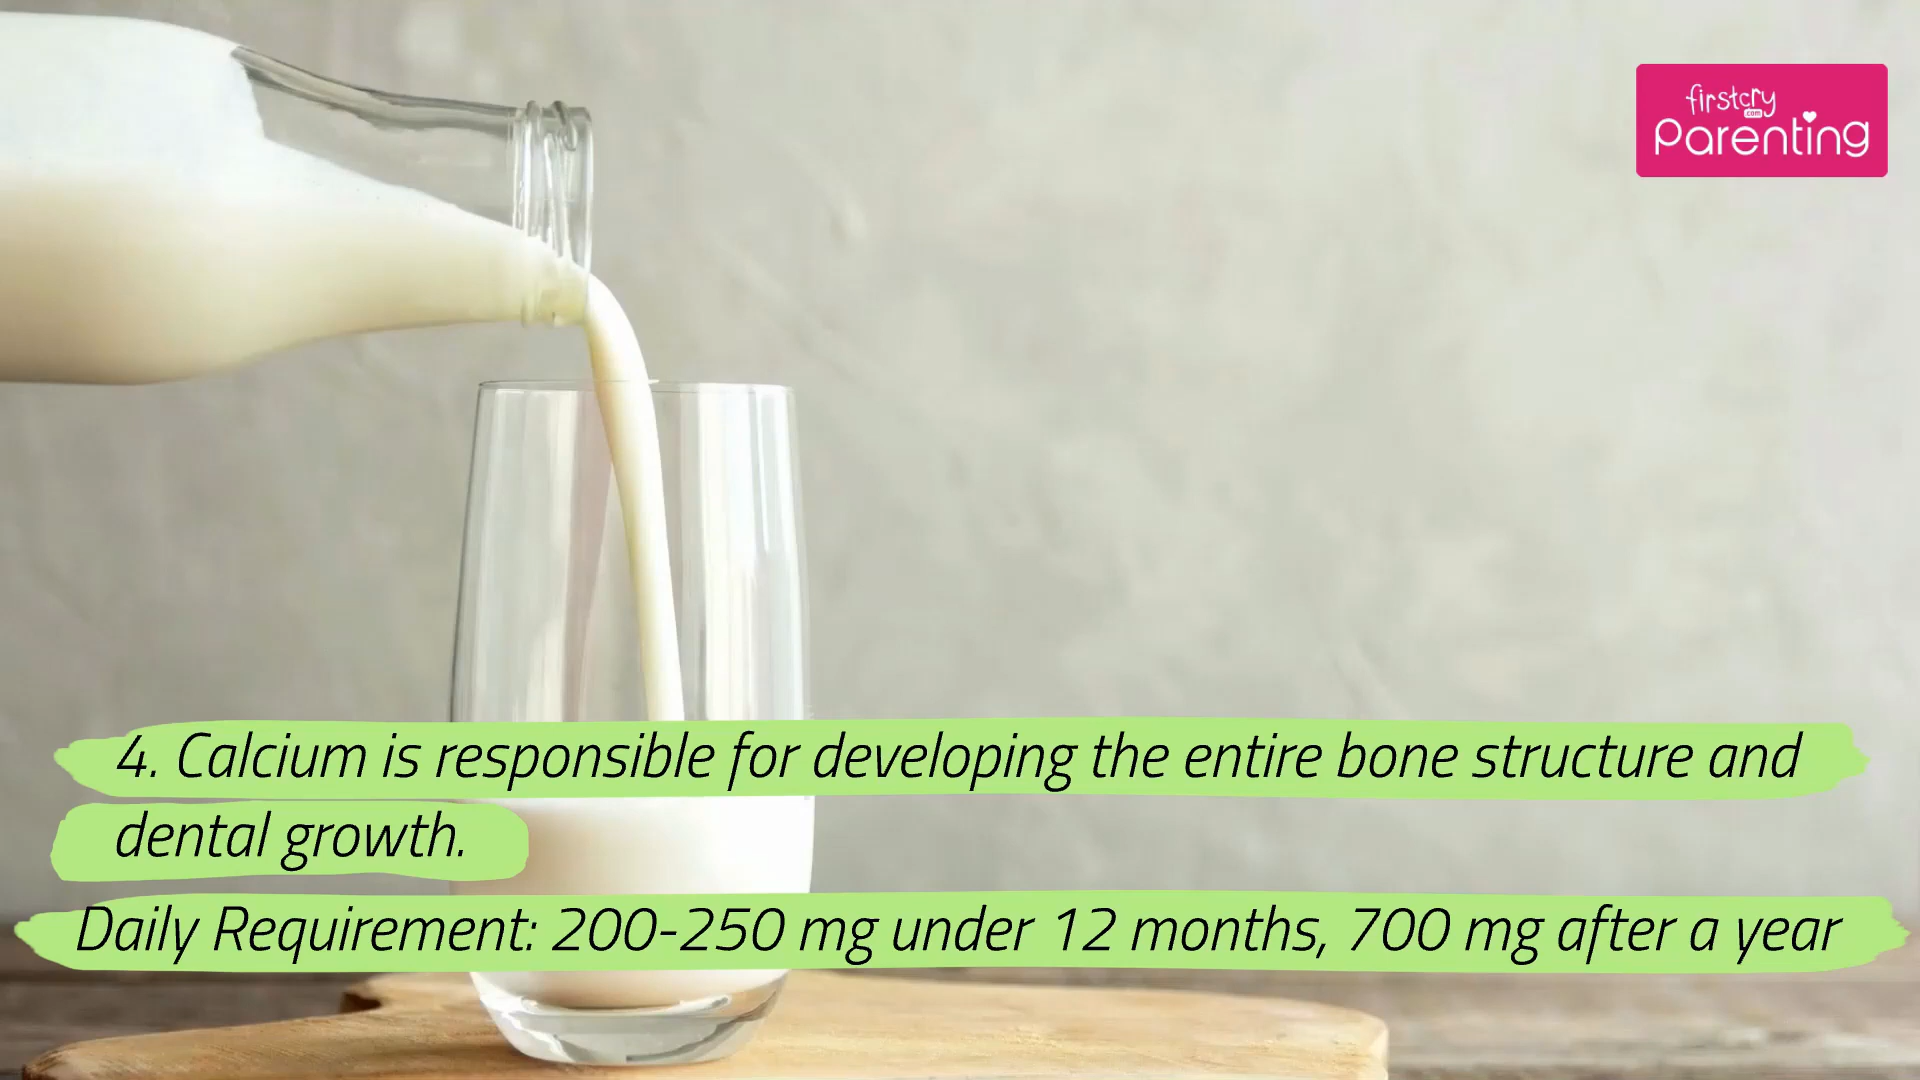 firstcry
.com
Parenting
4. Calcium is responsible for developing the entire bone structure and
dental growth.
Daily Requirement: 200-250 mg under 12 months, 700 mg after a year